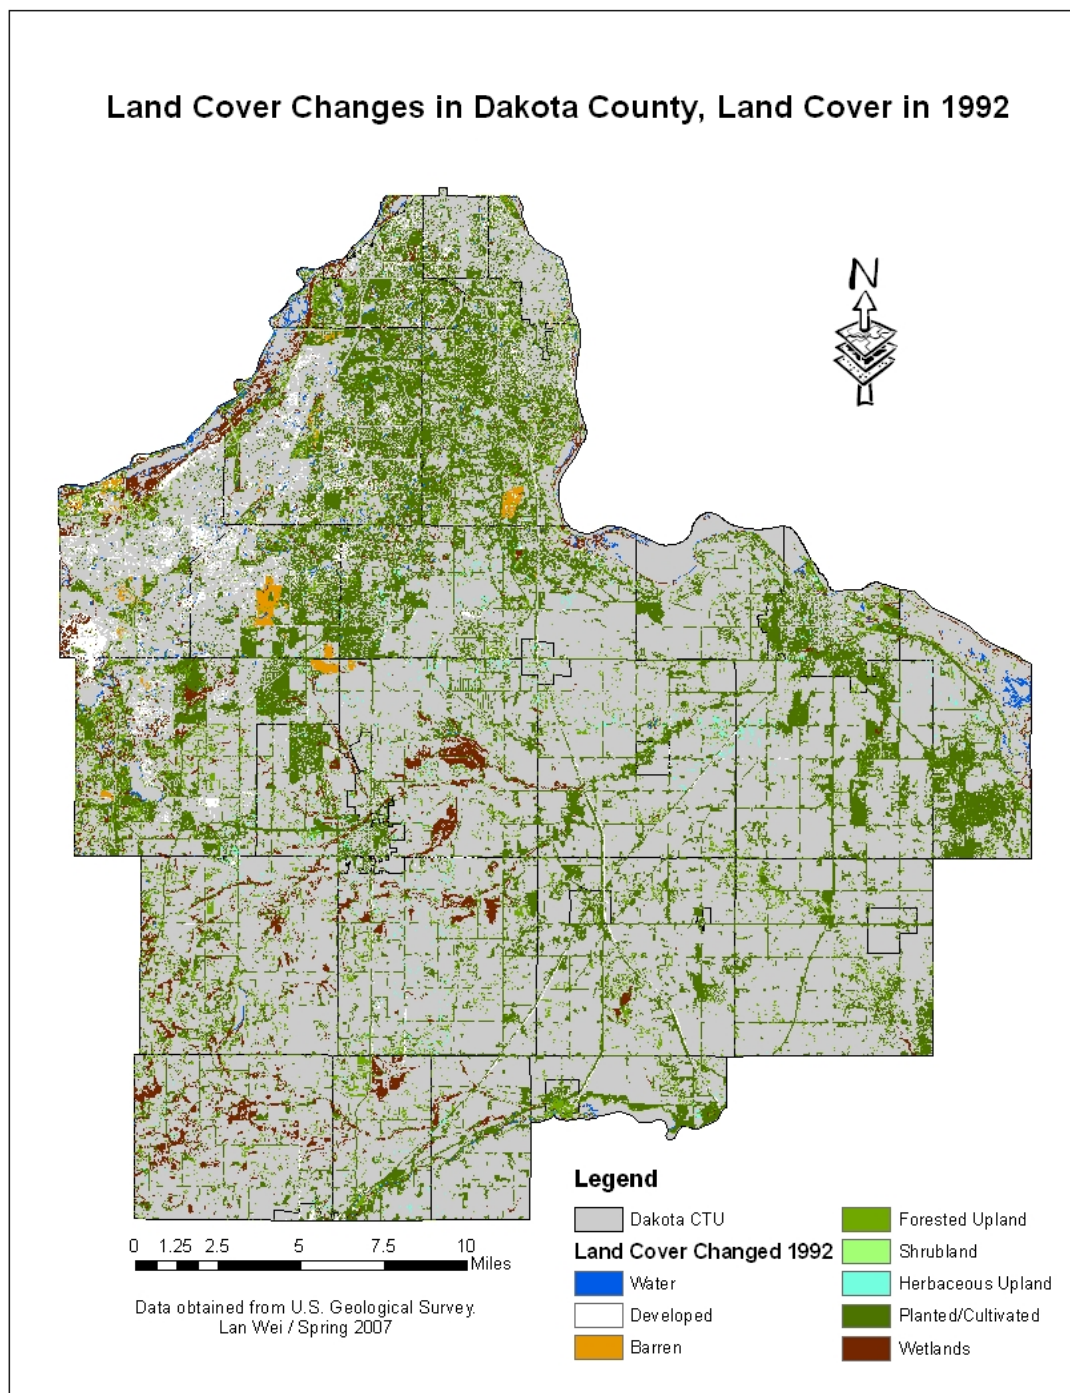 Land Cover Changes in Dakota County, Land Cover in 1992
N
Legend
Dakota CTU
Land Cover Changed 1992
Water
Developed
Barren
Forested Upland
Shrubland
Herbaceous Upland
Planted/Cultivated
Wetlands
0 1.25 2.5 5 7.5 10
Miles
Data obtained from U.S. Geological Survey.
Lan Wei / Spring 2007